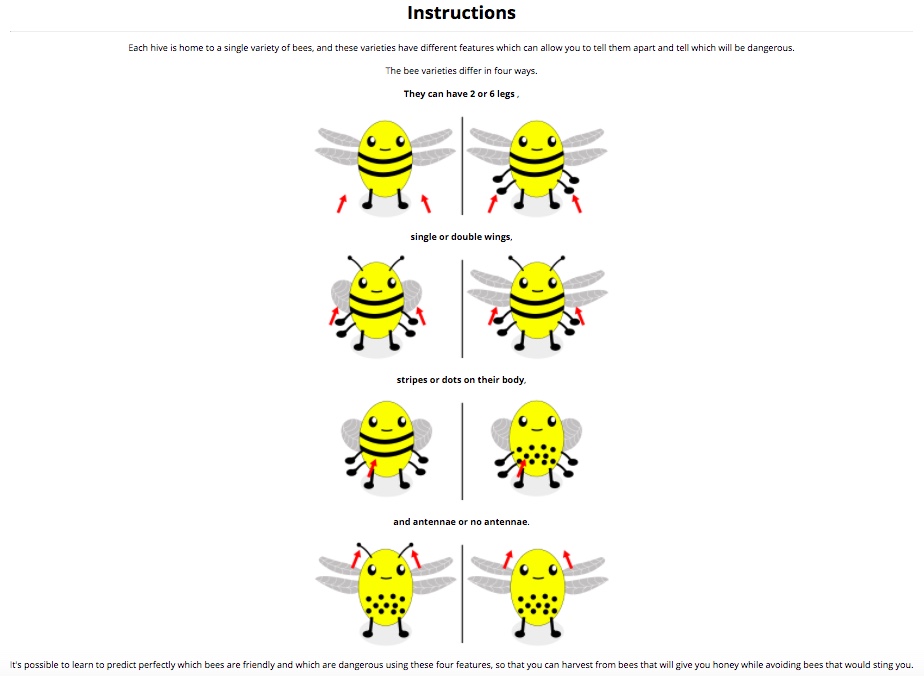 Instructions
Each hive is home to a single variety of bees, and these varieties have different features which can allow you to tell them apart and tell which will be dangerous.
The bee varieties differ in four ways.
They can have 2 or 6 legs ,
single or double wings,
stripes or dots on their body,
and antennae or no antennae.
It's possible to learn to predict perfectly which bees are friendly and which are dangerous using these four features, so that you can harvest from bees that will give you honey while avoiding bees that would sting you.